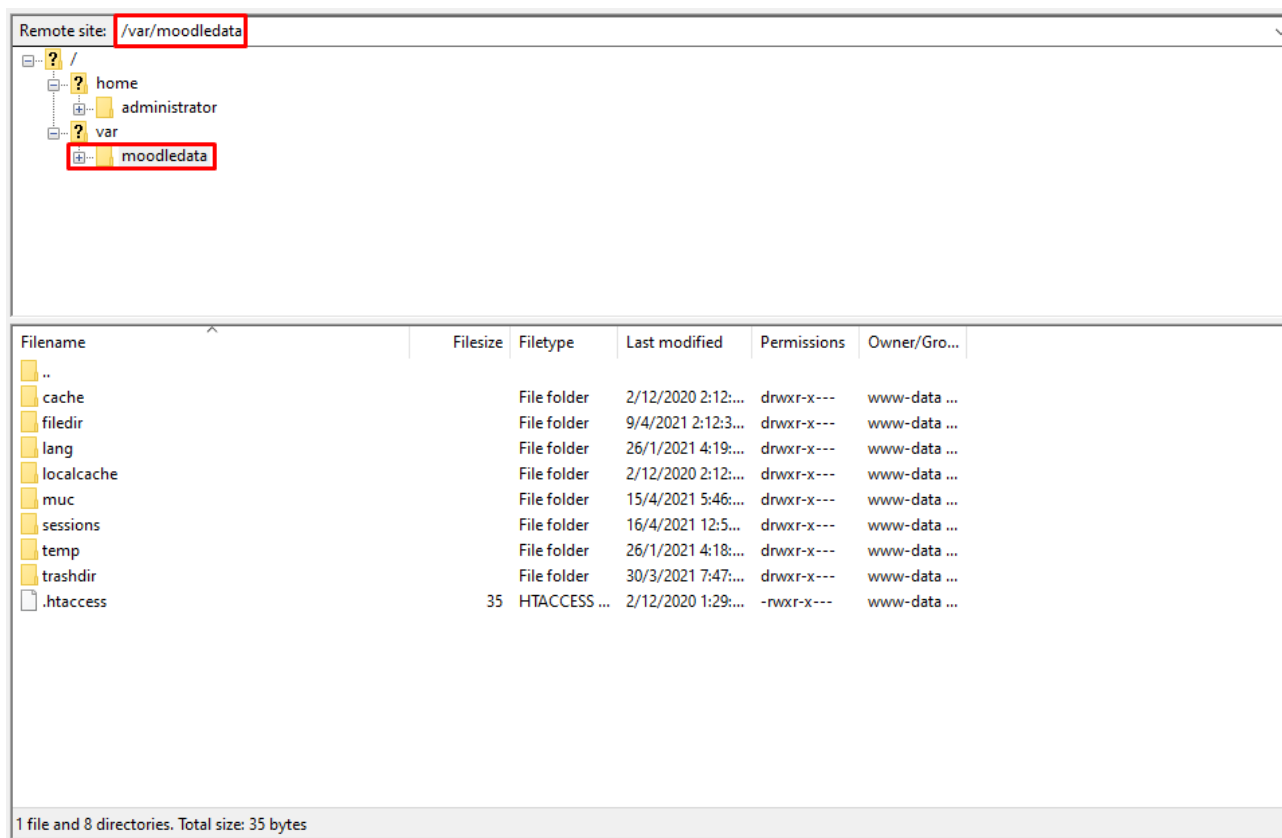 Remote site: /var/moodledata
? /
? home
administrator
? var
moodledata
Filename Filesize Filetype Last modified Permissions Owner/Gro...
..
cache File folder 2/12/2020 2:12:... drwxr-x--- www-data ...
filedir File folder 9/4/2021 2:12:3... drwxr-x--- www-data ...
lang File folder 26/1/2021 4:19:... drwxr-x--- www-data ...
localcache File folder 2/12/2020 2:12:... drwxr-x--- www-data ...
muc File folder 15/4/2021 5:46:... drwxr-x--- www-data ...
sessions File folder 16/4/2021 12:5... drwxr-x--- www-data ...
temp File folder 26/1/2021 4:18:... drwxr-x--- www-data ...
trashdir File folder 30/3/2021 7:47:... drwxr-x--- www-data ...
.htaccess 35 HTACCESS ... 2/12/2020 1:29:... -rwxr-x--- www-data ...
1 file and 8 directories. Total size: 35 bytes